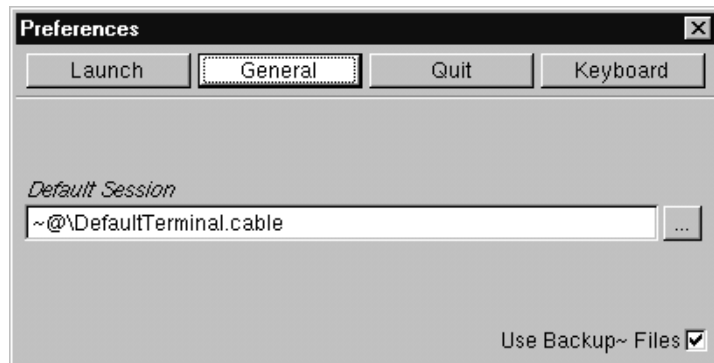 Preferences
Launch General Quit Keyboard
Default Session
~@\DefaultTerminal.cable ...
Use Backup~ Files